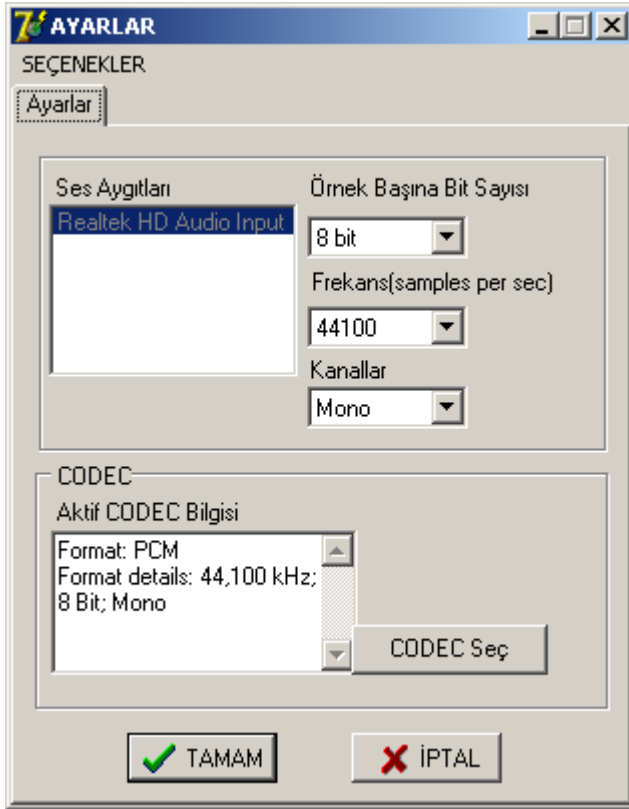 AYARLAR
SEÇENEKLER
Ayarlar
Ses Aygıtları
Realtek HD Audio Input
Örnek Başına Bit Sayısı
8 bit
Frekans(samples per sec)
44100
Kanallar
Mono
CODEC
Aktif CODEC Bilgisi
Format: PCM
Format details: 44,100 kHz;
8 Bit; Mono
CODEC Seç
TAMAM
İPTAL